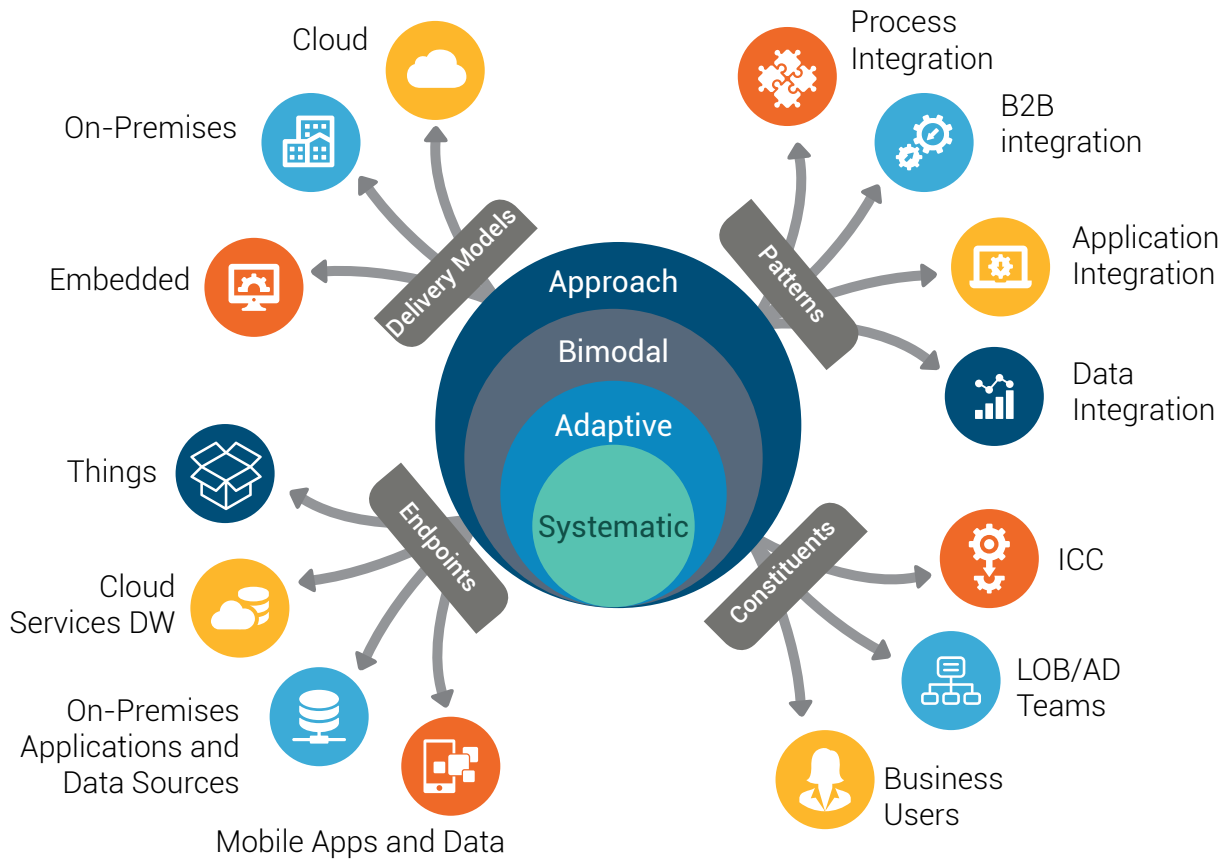 Cloud
On-Premises
Embedded
Delivery Models
Process
Integration
B2B
integration
Application
Integration
Data
Integration
Patterns
Approach
Bimodal
Adaptive
Systematic
Things
Cloud
Services DW
On-Premises
Applications and
Data Sources
Mobile Apps and Data
Endpoints
Constituents
ICC
LOB/AD
Teams
Business
Users